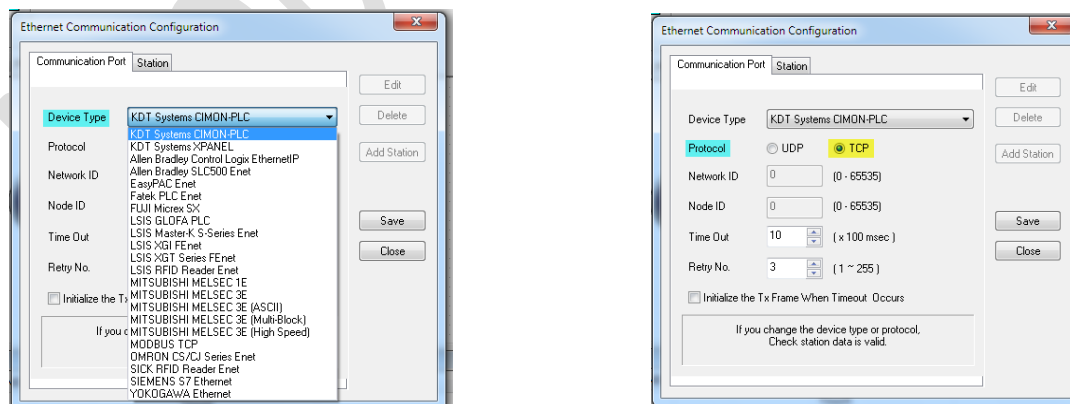 Ethernet Communication Configuration
Communication Port Station
Edit
Device Type KDT Systems CIMON-PLC Delete
KDT Systems CIMON-PLC
KDT Systems XPANEL
Protocol
Allen Bradley Control Logix EthernetIP
Add Station
Allen Bradley SLC500 Enet
Network ID
EasyPAC Enet
Fatek PLC Enet
Node ID
FUJI Micrex SX
LSIS GLOFA PLC
Save
LSIS Master-K S-Series Enet
Time Out
LSIS XGI FEnet
Close
LSIS XGT Series FEnet
Retry No.
LSIS RFID Reader Enet
MITSUBISHI MELSEC 1E
Initialize the T
MITSUBISHI MELSEC 3E
MITSUBISHI MELSEC 3E (ASCII)
MITSUBISHI MELSEC 3E (Multi-Block)
If you
MITSUBISHI MELSEC 3E (High Speed)
MODBUS TCP
OMRON CS/CJ Series Enet
SICK RFID Reader Enet
SIEMENS S7 Ethernet
YOKOGAWA Ethernet
Ethernet Communication Configuration
Communication Port Station
Edit
Device Type KDT Systems CIMON-PLC Delete
Protocol UDP TCP Add Station
Network ID 0 (0 - 65535)
Node ID 0 (0 - 65535)
Save
Time Out 10 ( x 100 msec )
Close
Retry No. 3 ( 1 ~ 255 )
Initialize the Tx Frame When Timeout Occurs
If you change the device type or protocol,
Check station data is valid.